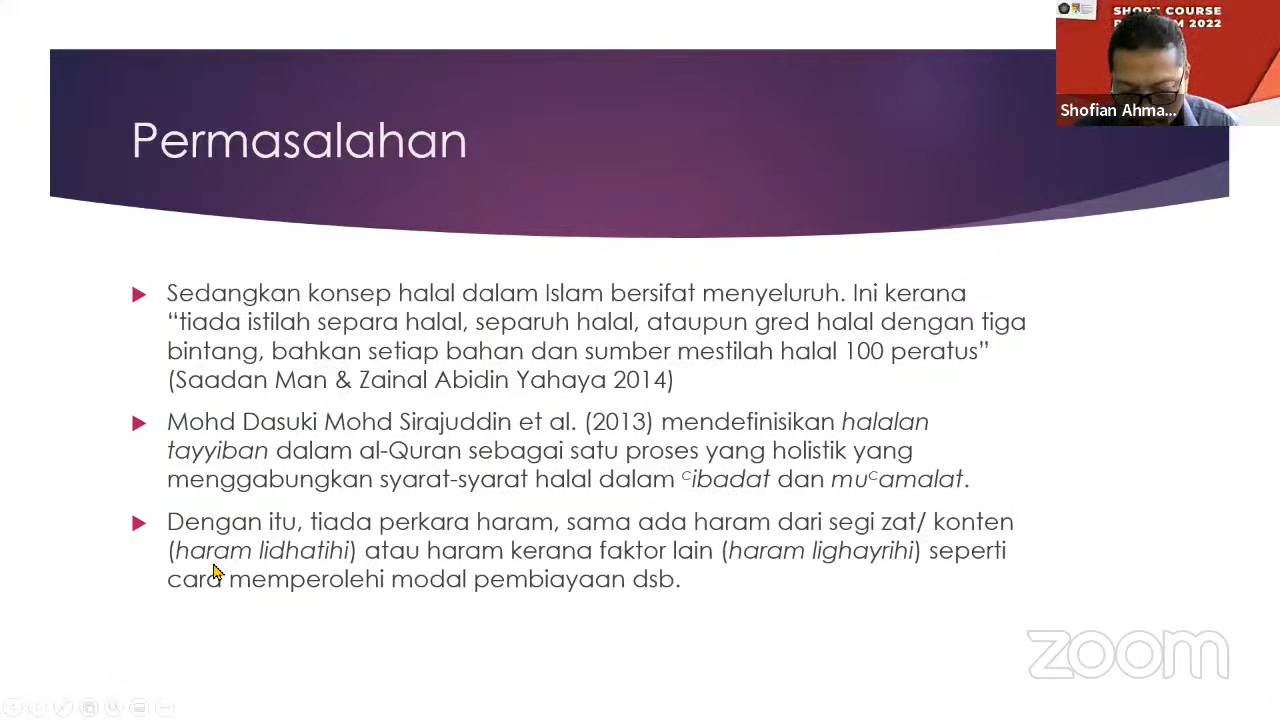 SHORT COURSE
2022
Shofian Ahma...
Permasalahan
Sedangkan konsep halal dalam Islam bersifat menyeluruh. Ini kerana
“tiada istilah separa halal, separuh halal, ataupun gred halal dengan tiga
bintang, bahkan setiap bahan dan sumber mestilah halal 100 peratus”
(Saadan Man & Zainal Abidin Yahaya 2014)
Mohd Dasuki Mohd Sirajuddin et al. (2013) mendefinisikan halalan
tayyiban dalam al-Quran sebagai satu proses yang holistik yang
menggabungkan syarat-syarat halal dalam ᶜibadat dan muᶜamalat.
Dengan itu, tiada perkara haram, sama ada haram dari segi zat/ konten
(haram lidhatihi) atau haram kerana faktor lain (haram lighayrihi) seperti
cara memperolehi modal pembiayaan dsb.
zoom